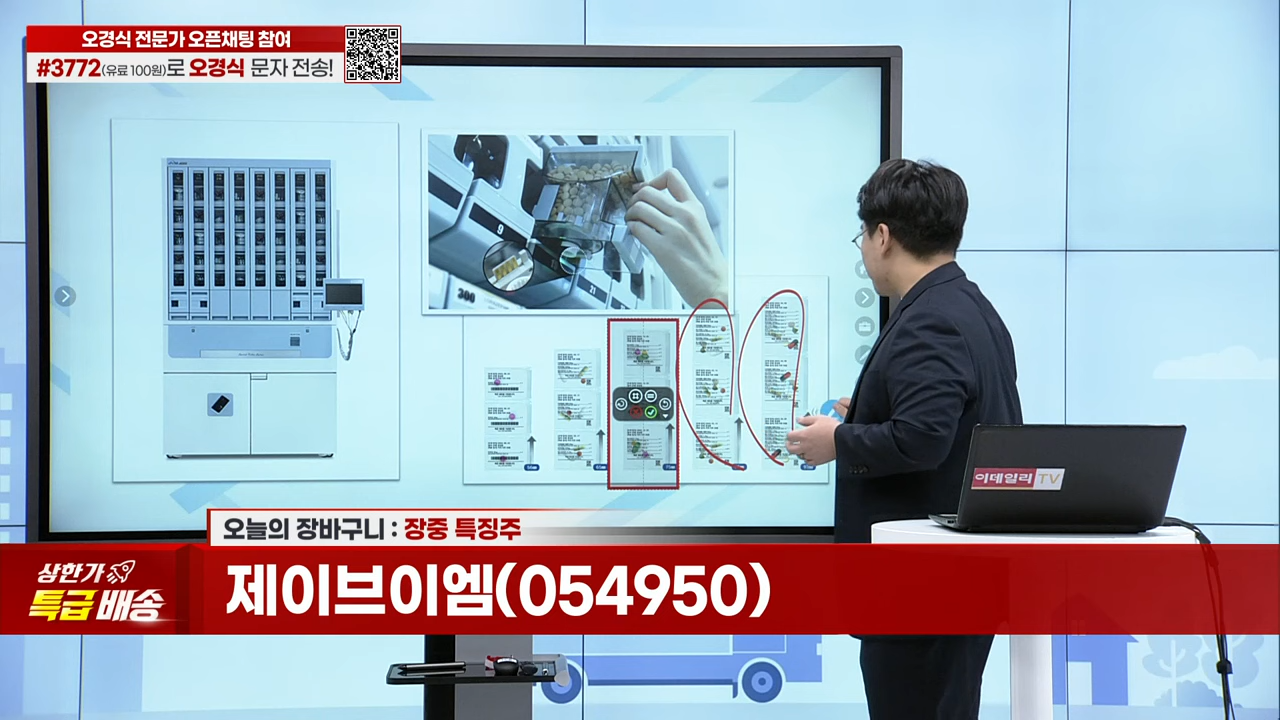 오경식 전문가 오픈채팅 참여
#3772(유료 100원)로 오경식 문자 전송!
9
300
21
이데일리 TV
오늘의 장바구니 : 장중 특징주
상한가
특급 배송
제이브이엠(054950)